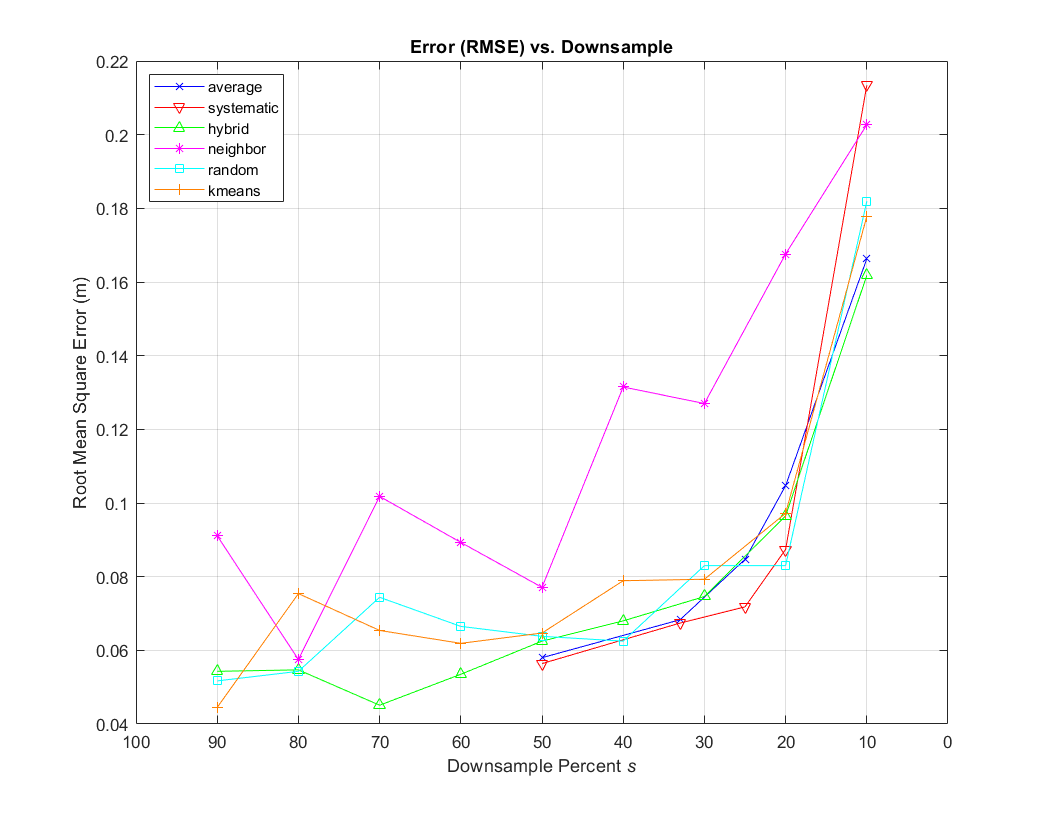 Error (RMSE) vs. Downsample
0.22
0.2
0.18
0.16
0.14
0.12
0.1
0.08
0.06
0.04
Root Mean Square Error (m)
average
systematic
hybrid
neighbor
random
kmeans
100 90 80 70 60 50 40 30 20 10 0
Downsample Percent s